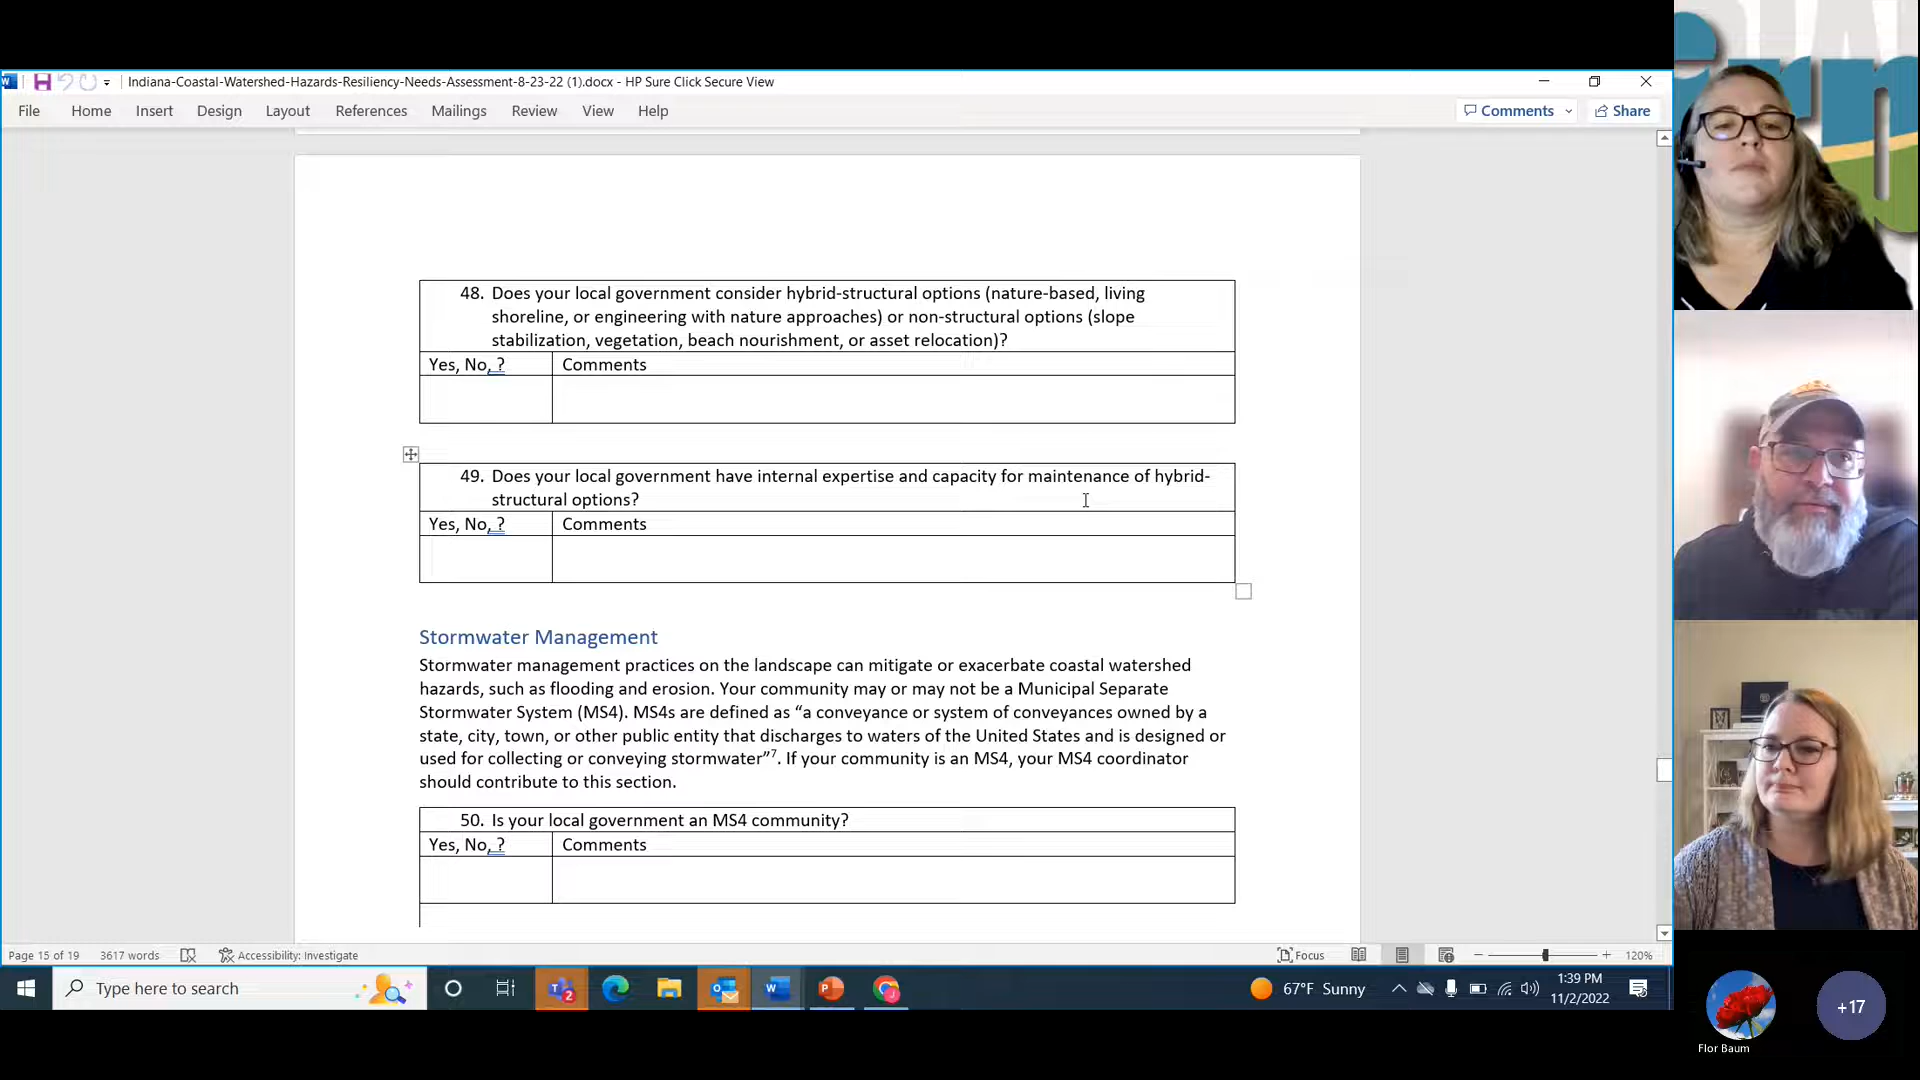 Indiana-Coastal-Watershed-Hazards-Resiliency-Needs-Assessment-8-23-22 (1).docx - HP Sure Click Secure View
File Home Insert Design Layout References Mailings Review View Help Comments Share
48. Does your local government consider hybrid-structural options (nature-based, living
shoreline, or engineering with nature approaches) or non-structural options (slope
stabilization, vegetation, beach nourishment, or asset relocation)?
Yes, No, ? Comments
49. Does your local government have internal expertise and capacity for maintenance of hybrid-
structural options?
Yes, No, ? Comments
Stormwater Management
Stormwater management practices on the landscape can mitigate or exacerbate coastal watershed
hazards, such as flooding and erosion. Your community may or may not be a Municipal Separate
Stormwater System (MS4). MS4s are defined as “a conveyance or system of conveyances owned by a
state, city, town, or other public entity that discharges to waters of the United States and is designed or
used for collecting or conveying stormwater”7. If your community is an MS4, your MS4 coordinator
should contribute to this section.
50. Is your local government an MS4 community?
Yes, No, ? Comments
Page 15 of 19 3617 words Accessibility: Investigate Focus 120%
Type here to search 2 67°F Sunny 1:39 PM
11/2/2022
+17
Flor Baum